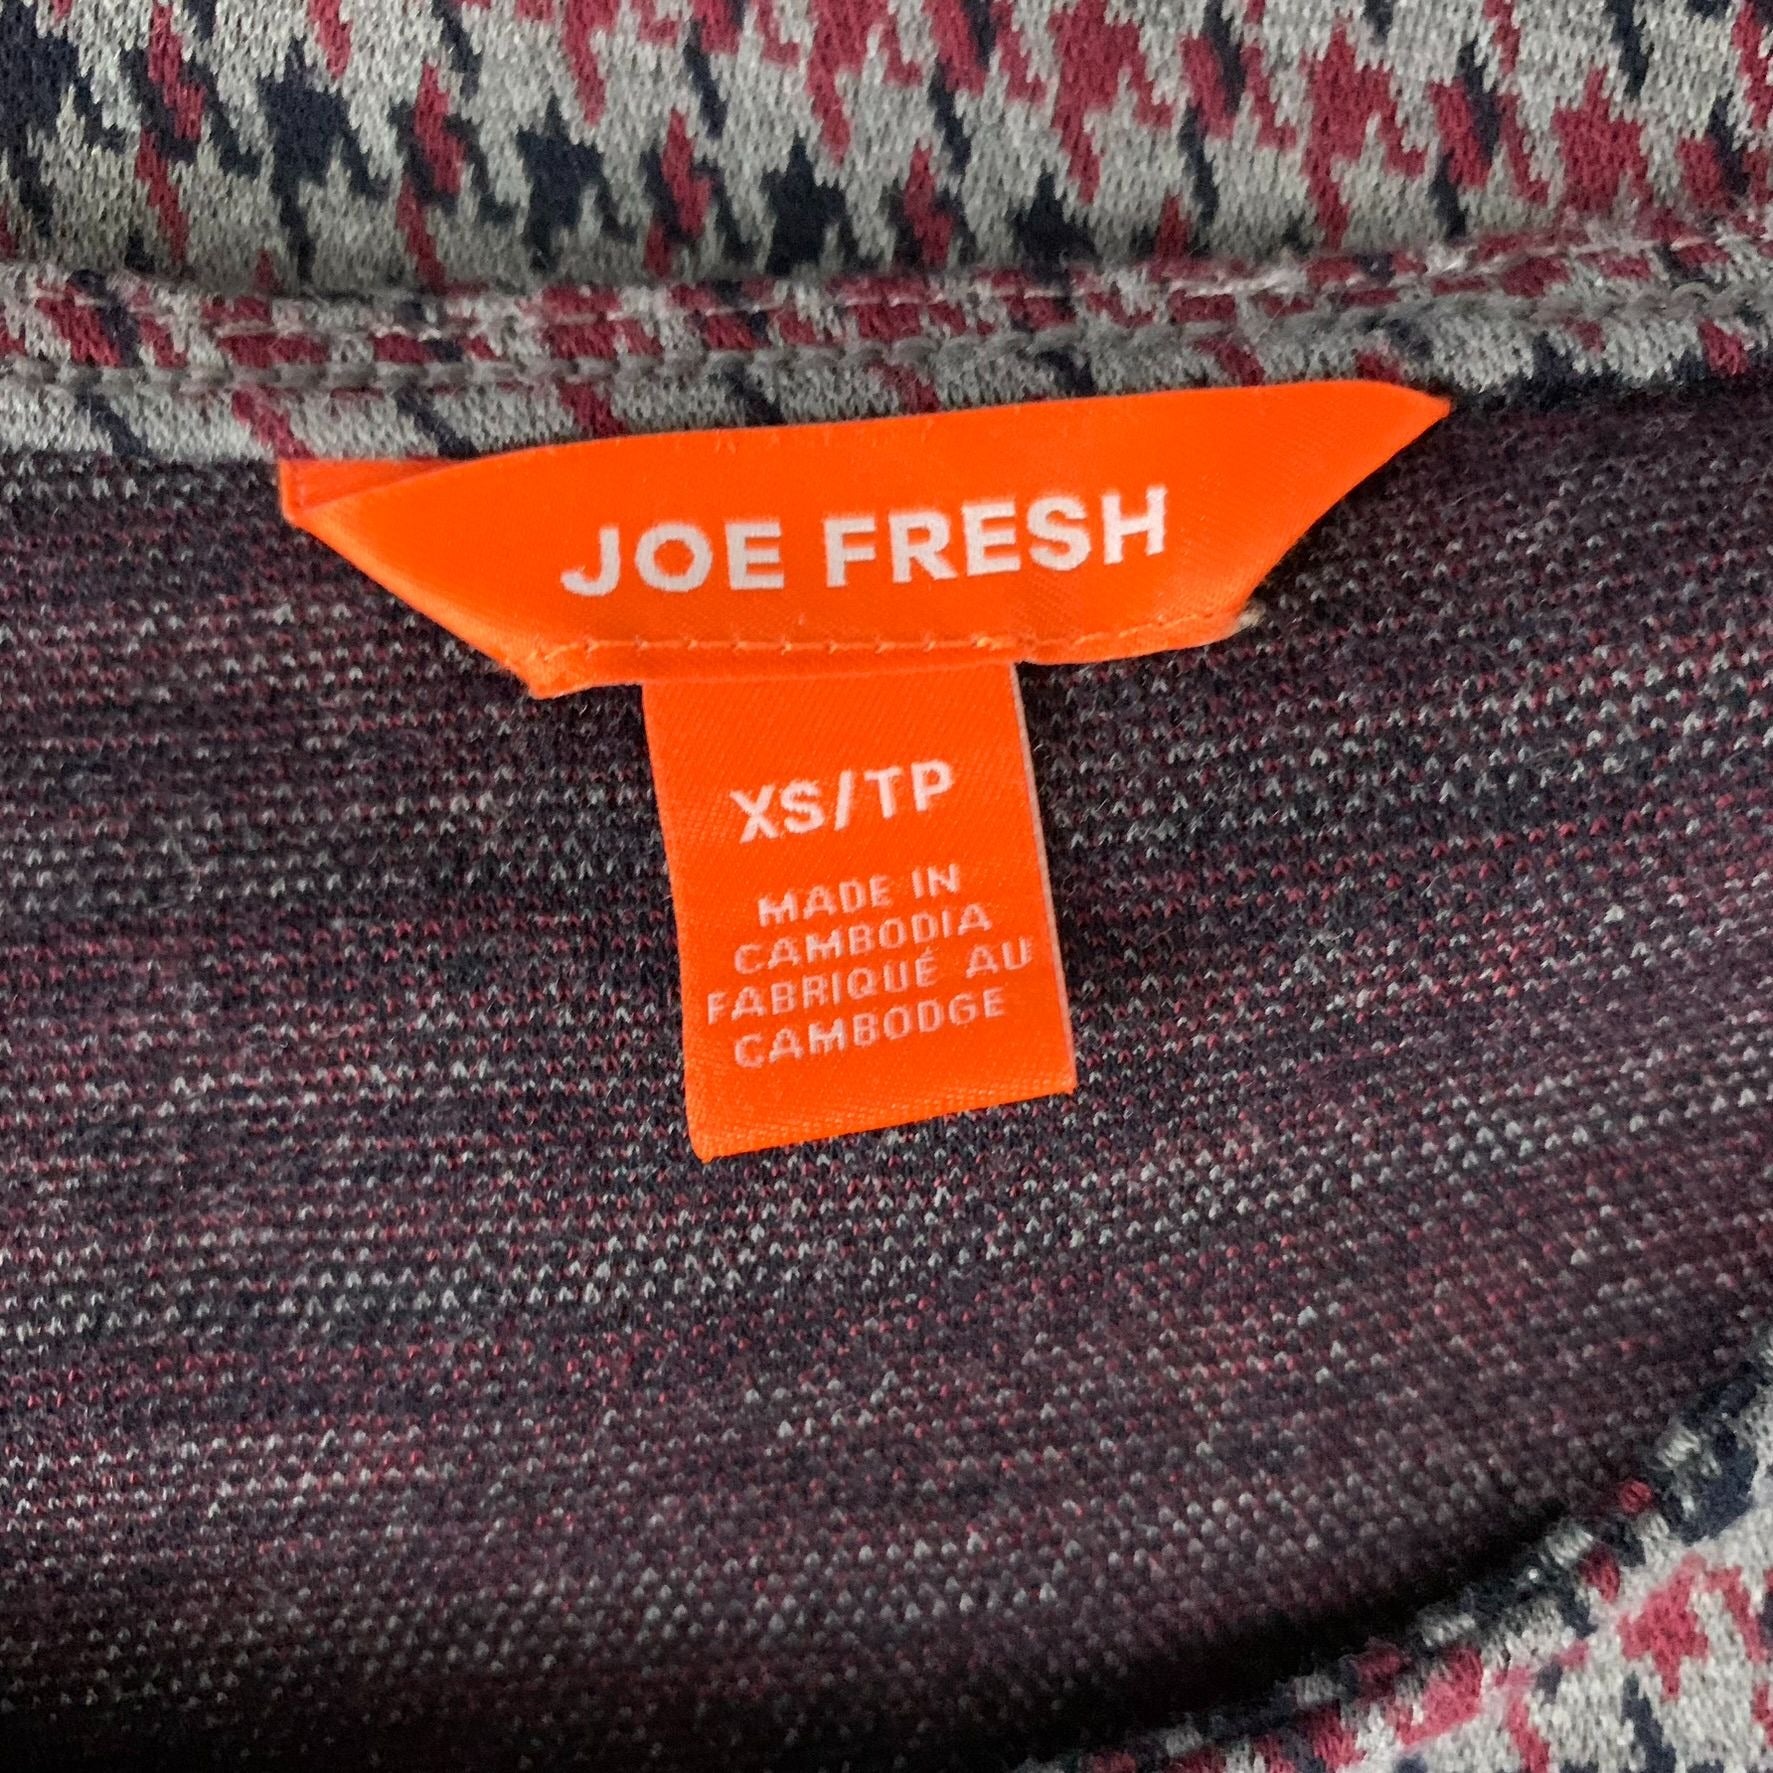 JOE FRESH
XS/TP
MADE IN
CAMBODIA
FABRIQUÉ AU
CAMBODGE